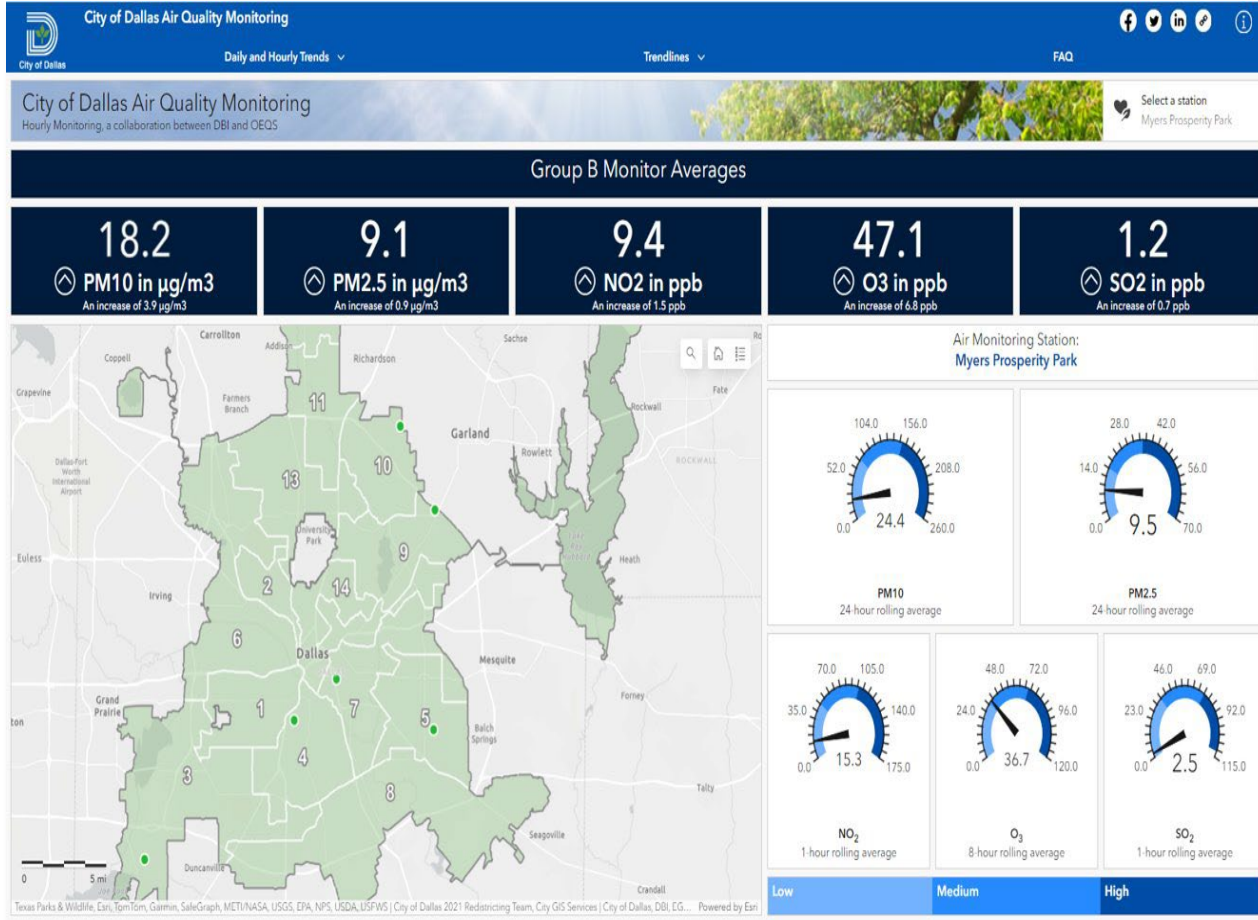 City of Dallas Air Quality Monitoring
City of Dallas
Daily and Hourly Trends
Trendlines
FAQ
City of Dallas Air Quality Monitoring
Hourly Monitoring, a collaboration between DBI and OEQS
Select a station
Myers Prosperity Park
Group B Monitor Averages
18.2
PM10 in µg/m3
An increase of 3.9 µg/m3
9.1
PM2.5 in µg/m3
An increase of 0.9 µg/m3
9.4
NO2 in ppb
An increase of 1.5 ppb
47.1
O3 in ppb
An increase of 6.8 ppb
1.2
SO2 in ppb
An increase of 0.7 ppb
Carrollton
Addison
Sachse
Ro
Coppell
Richardson
Grapevine
Farmers
Branch
11
Fate
Rockwall
Garland
Rowlett
ROCKWALL
Dallas-Fort
Worth
International
Airport
10
13
University
Park
Lake
Euless
9
Heath
2
14
Irving
6
Dallas
Mesquite
Grand
Prairie
Forney
ton
1
7
5
Balch
Springs
4
3
8
Talty
Seagoville
Duncanville
Crandall
0
5 mi
Texas Parks & Wildlife, Esri, TomTom, Garmin, SafeGraph, METI/NASA, USGS, EPA, NPS, USDA, USFWS | City of Dallas 2021 Redistricting Team, City GIS Services | City of Dallas, DBI, EG... Powered by Esri
Air Monitoring Station:
Myers Prosperity Park
104.0 156.0
52.0 208.0
0.0 24.4 260.0
PM10
24-hour rolling average
28.0 42.0
14.0 56.0
0.0 9.5 70.0
PM2.5
24-hour rolling average
70.0 105.0
35.0 140.0
0.0 15.3 175.0
NO2
1-hour rolling average
48.0 72.0
24.0 96.0
0.0 36.7 120.0
O3
8-hour rolling average
46.0 69.0
23.0 92.0
0.0 2.5 115.0
SO2
1-hour rolling average
Low
Medium
High